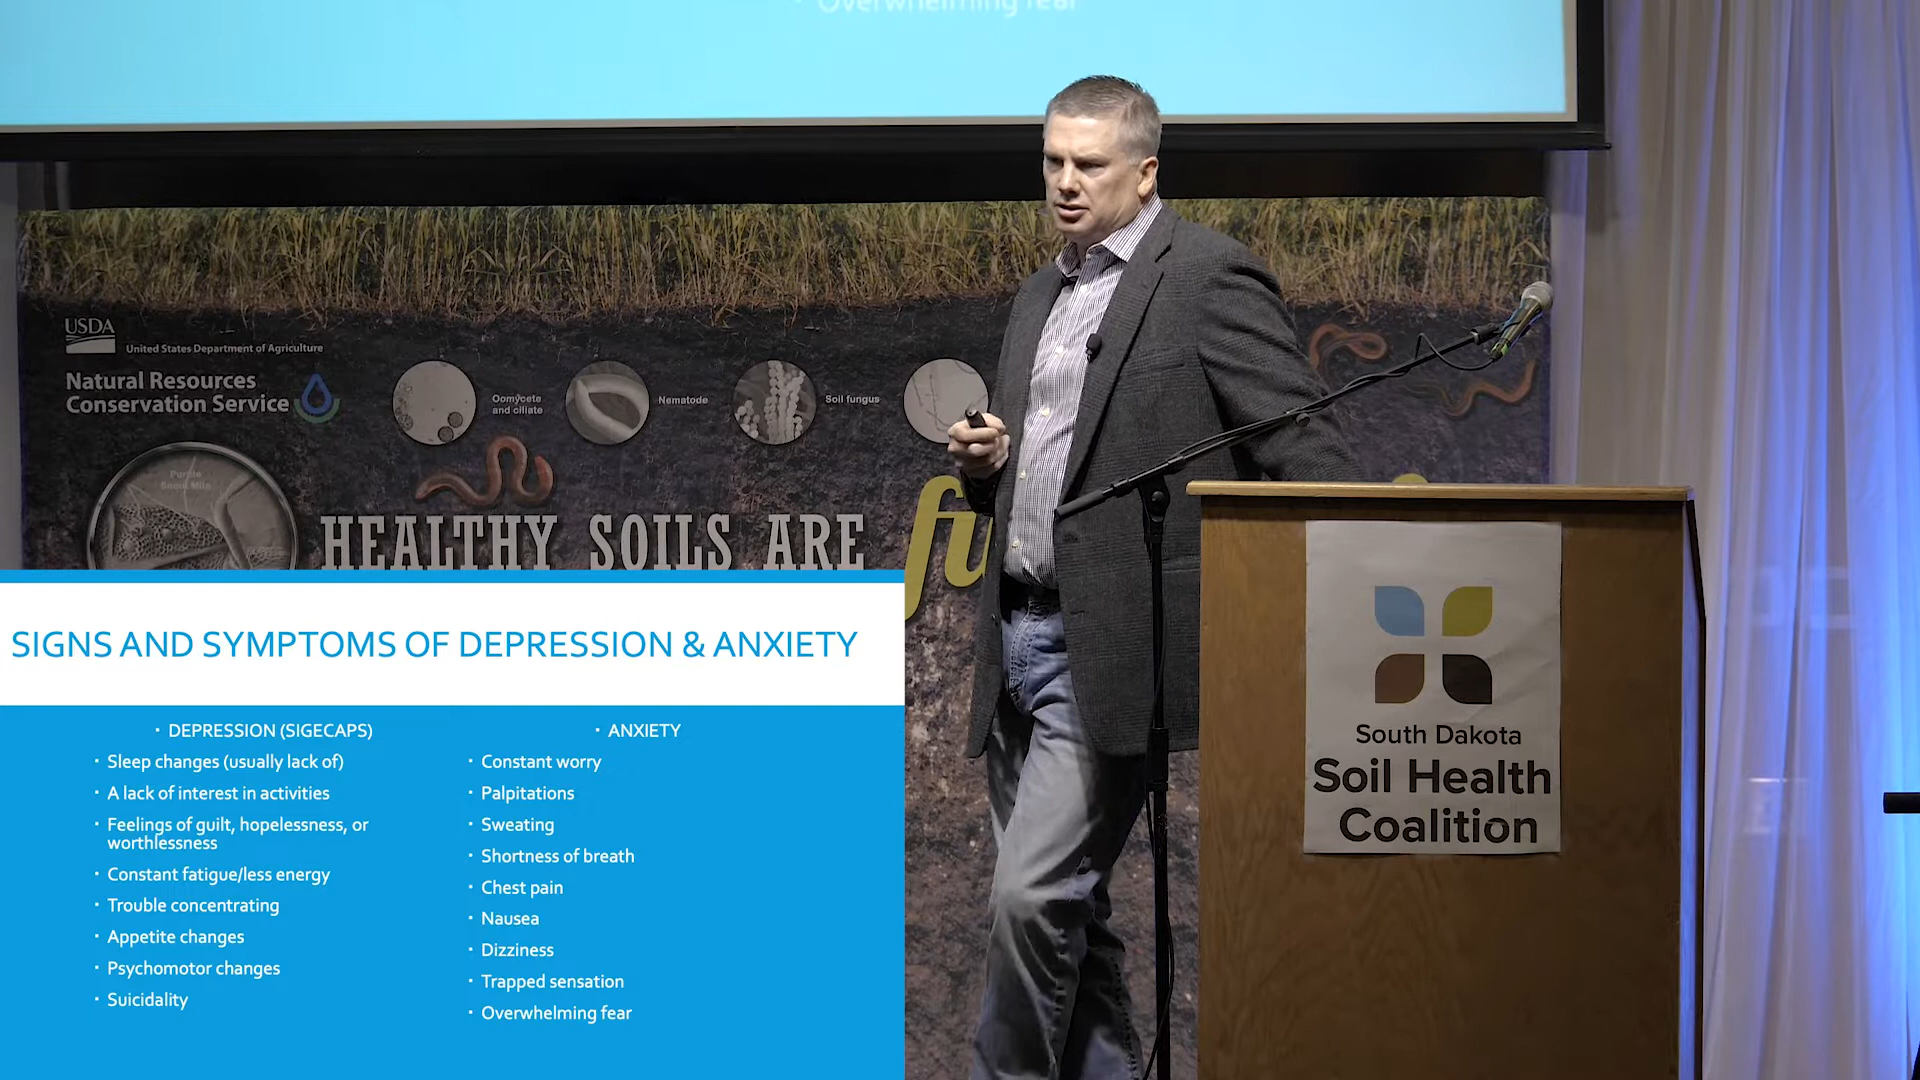 Overwhelming fear
USDA
United States Department of Agriculture
Natural Resources
Conservation Service
Oomycete
and ciliate
Nematode
Soil fungus
Purple
Snout Mite
HEALTHY SOILS ARE
fu
SIGNS AND SYMPTOMS OF DEPRESSION & ANXIETY
· DEPRESSION (SIGECAPS)
· Sleep changes (usually lack of)
· A lack of interest in activities
· Feelings of guilt, hopelessness, or
worthlessness
· Constant fatigue/less energy
· Trouble concentrating
· Appetite changes
· Psychomotor changes
· Suicidality
· ANXIETY
· Constant worry
· Palpitations
· Sweating
· Shortness of breath
· Chest pain
· Nausea
· Dizziness
· Trapped sensation
· Overwhelming fear
South Dakota
Soil Health
Coalition